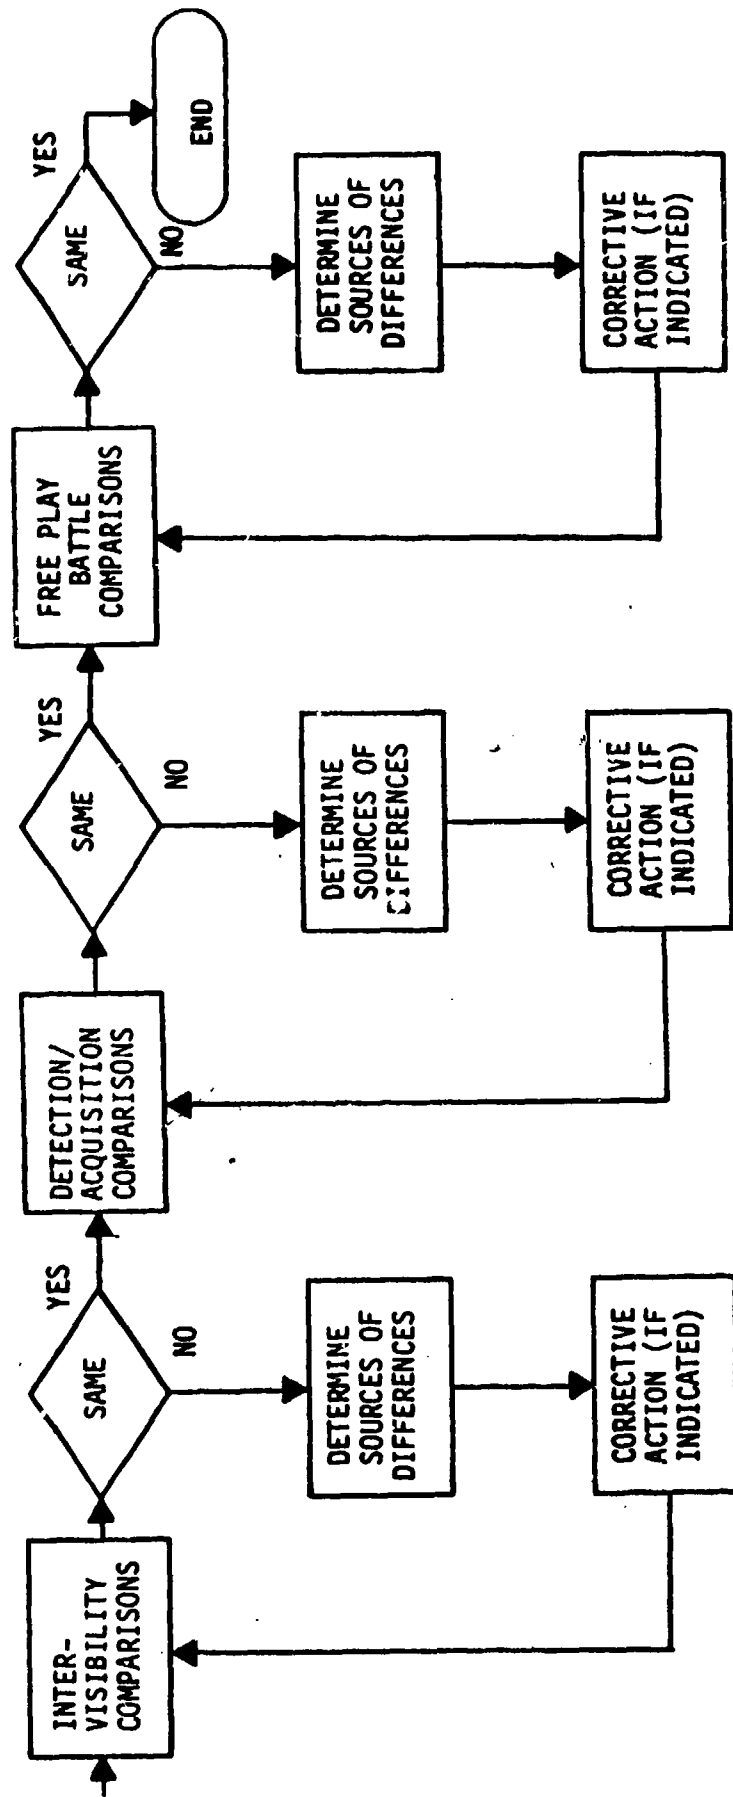 INTER-
VISIBILITY
COMPARISONS
SAME
YES
NO
DETERMINE
SOURCES OF
DIFFERENCES
CORRECTIVE
ACTION (IF
INDICATED)
DETECTION/
ACQUISITION
COMPARISONS
SAME
YES
NO
DETERMINE
SOURCES OF
DIFFERENCES
CORRECTIVE
ACTION (IF
INDICATED)
FREE PLAY
BATTLE
COMPARISONS
SAME
YES
END
NO
DETERMINE
SOURCES OF
DIFFERENCES
CORRECTIVE
ACTION (IF
INDICATED)